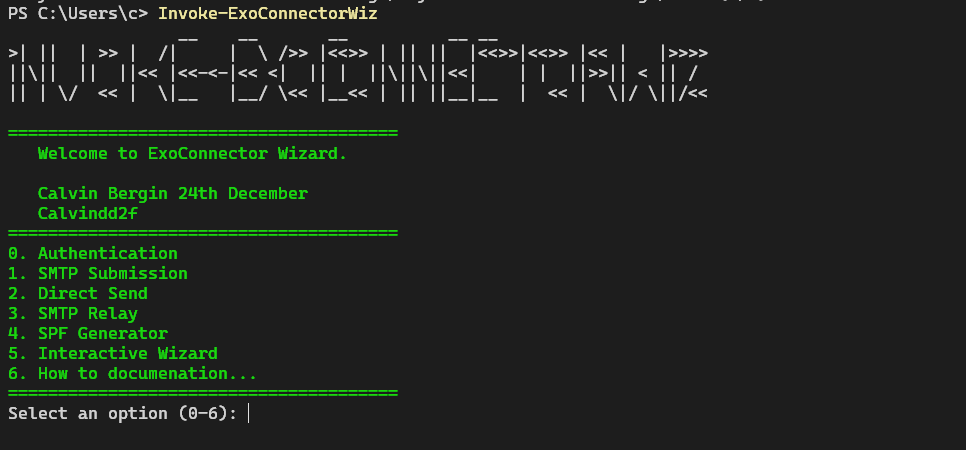 PS C:\Users\c> Invoke-ExoConnectorWiz
========================================
Welcome to ExoConnector Wizard.
Calvin Bergin 24th December
Calvindd2f
========================================
0. Authentication
1. SMTP Submission
2. Direct Send
3. SMTP Relay
4. SPF Generator
5. Interactive Wizard
6. How to documenation...
========================================
Select an option (0-6):